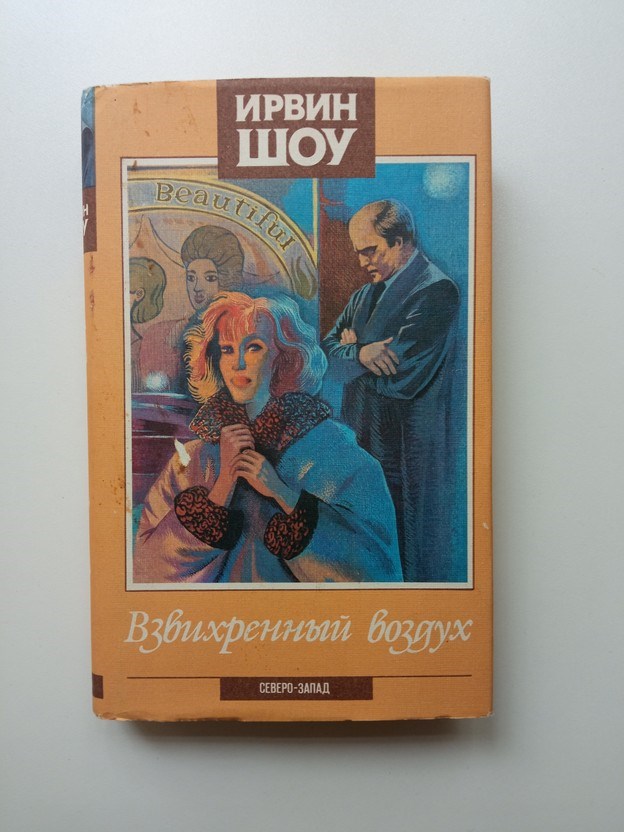 ИРВИН
ШОУ
Beautiful
Взвихренный воздух
СЕВЕРО-ЗАПАД